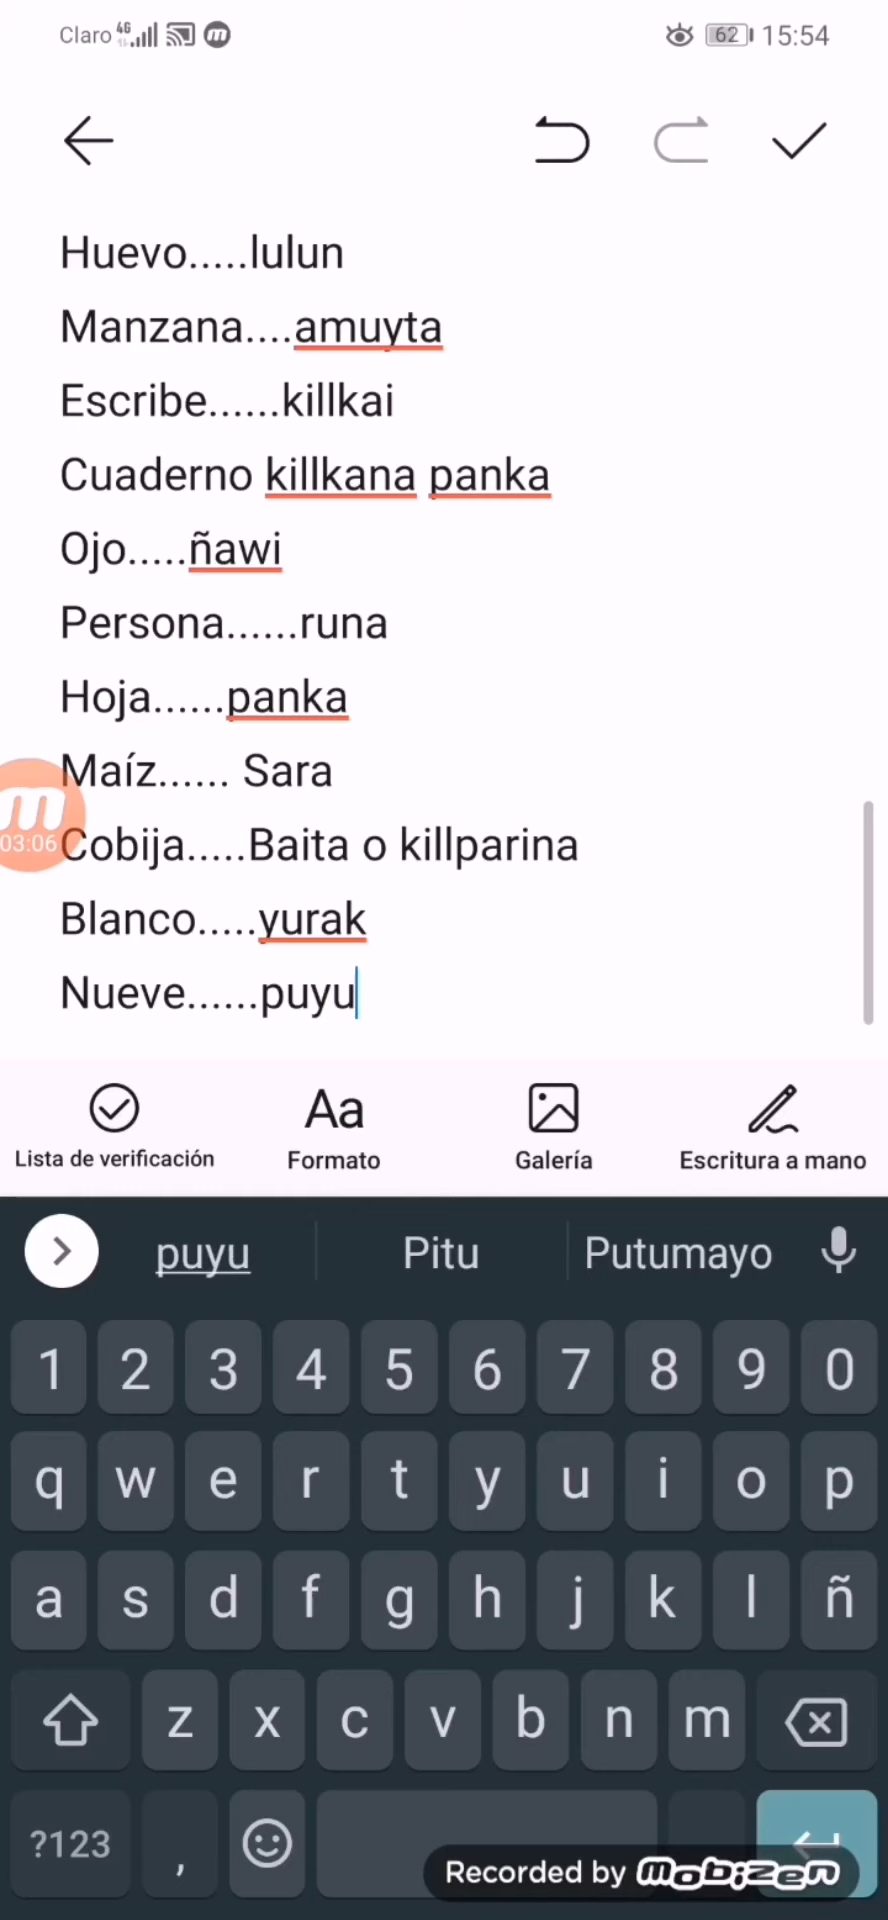 Claro 4G 62 15:54
Huevo.....lulun
Manzana....amuyta
Escribe......killkai
Cuaderno killkana panka
Ojo.....ñawi
Persona......runa
Hoja......panka
Maíz...... Sara
03:06
Cobija.....Baita o killparina
Blanco.....yurak
Nueve......puyu
Lista de verificación Aa Formato Galería Escritura a mano
puyu Pitu Putumayo
1 2 3 4 5 6 7 8 9 0
q w e r t y u i o p
a s d f g h j k l ñ
z x c v b n m
?123 ,
Recorded by mobizen